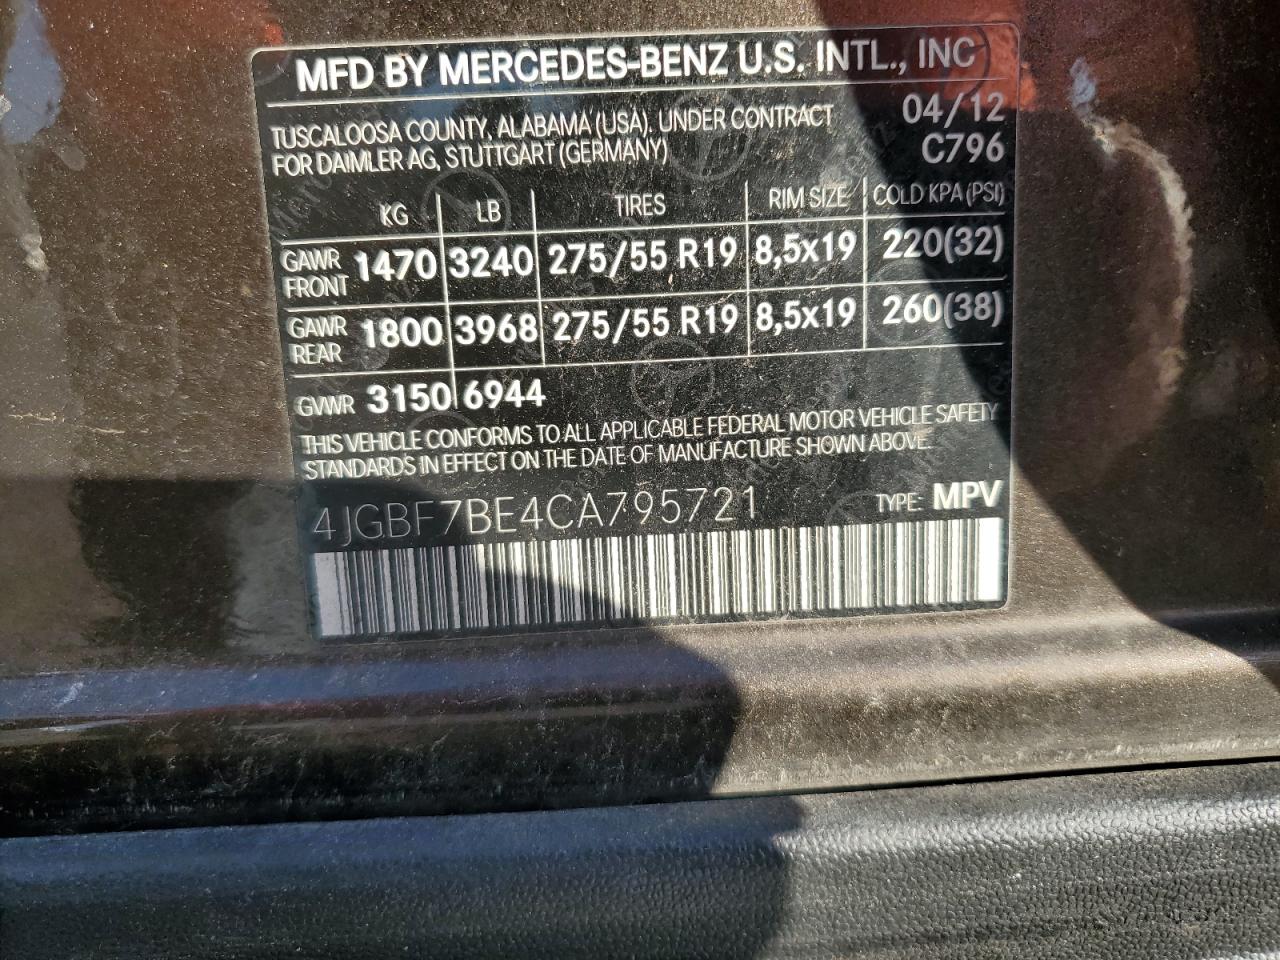 MFD BY MERCEDES-BENZ U.S. INTL., INC
TUSCALOOSA COUNTY, ALABAMA (USA). UNDER CONTRACT 04/12
FOR DAIMLER AG, STUTTGART (GERMANY) C796
KG LB TIRES RIM SIZE COLD KPA (PSI)
GAWR FRONT 1470 3240 275/55 R19 8,5x19 220(32)
GAWR REAR 1800 3968 275/55 R19 8,5x19 260(38)
GVWR 3150 6944
THIS VEHICLE CONFORMS TO ALL APPLICABLE FEDERAL MOTOR VEHICLE SAFETY
STANDARDS IN EFFECT ON THE DATE OF MANUFACTURE SHOWN ABOVE.
4JGBF7BE4CA795721 TYPE: MPV